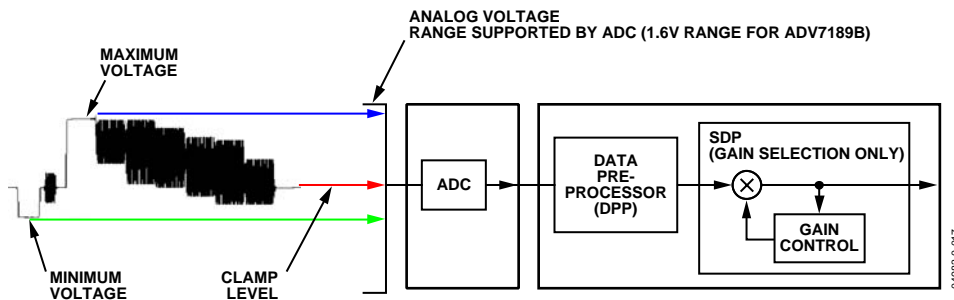 ANALOG VOLTAGE
RANGE SUPPORTED BY ADC (1.6V RANGE FOR ADV7189B)
MAXIMUM
VOLTAGE
SDP
(GAIN SELECTION ONLY)
DATA
PRE-
PROCESSOR
(DPP)
ADC
GAIN
CONTROL
MINIMUM
VOLTAGE
CLAMP
LEVEL